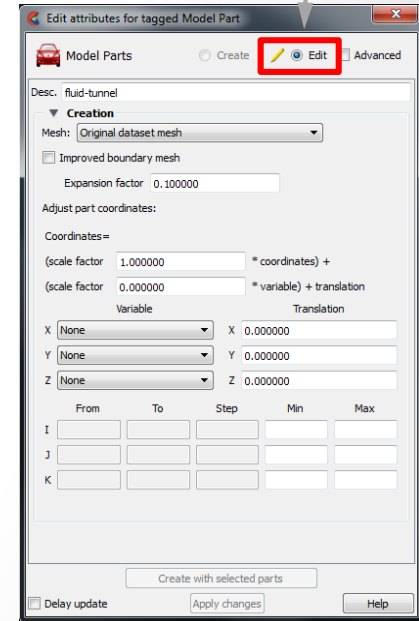 Edit attributes for tagged Model Part
Model Parts Create Edit Advanced
Desc. fluid-tunnel
Creation
Mesh: Original dataset mesh
Improved boundary mesh
Expansion factor 0.100000
Adjust part coordinates:
Coordinates=
(scale factor 1.000000 * coordinates) +
(scale factor 0.000000 * variable) + translation
Variable Translation
X None X 0.000000
Y None Y 0.000000
Z None Z 0.000000
From To Step Min Max
I
J
K
Create with selected parts
Delay update Apply changes Help